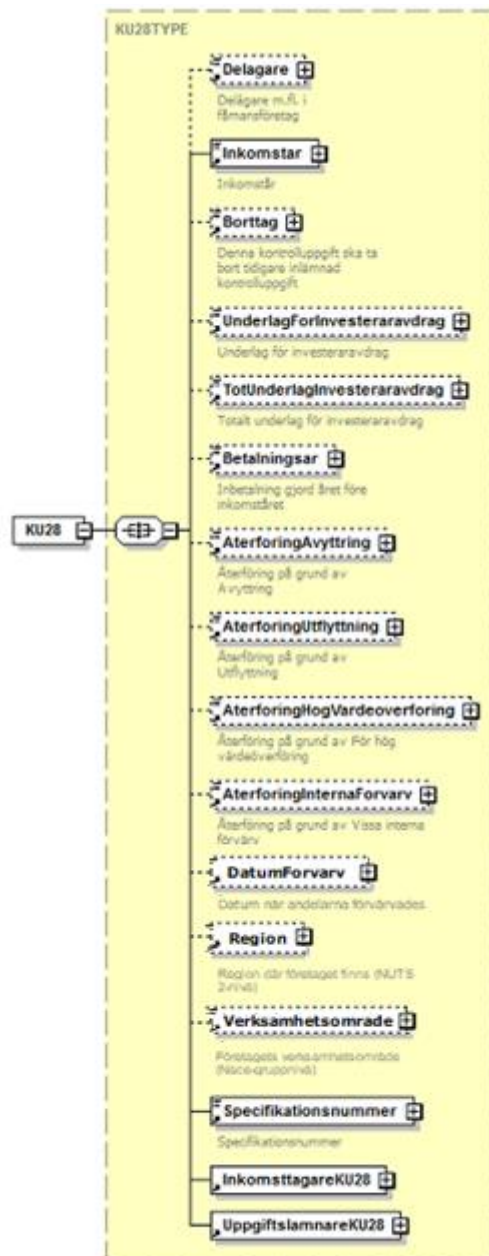 KU28TYPE
Delagare
Delägare m.fl. i
fåmansföretag
Inkomstar
Inkomstår
Borttag
Denna kontrolluppgift ska ta
bort tidigare inlämnad
kontrolluppgift
UnderlagForInvesteraravdrag
Underlag för investeraravdrag
TotUnderlagInvesteraravdrag
Totalt underlag för investeraravdrag
Betalningsar
Inbetalning gjord året före
inkomståret
KU28
AterforingAvyttring
Återföring på grund av
Avyttring
AterforingUtflyttning
Återföring på grund av
Utflyttning
AterforingHogVardeoverforing
Återföring på grund av För hög
värdeöverföring
AterforingInternaForvarv
Återföring på grund av Vissa interna
förvärv
DatumForvarv
Datum när andelarna förvärvades
Region
Region där företaget finns (NUTS
2-nivå)
Verksamhetsomrade
Företagets verksamhetsområde
(Nace-gruppnivå)
Specifikationsnummer
Specifikationsnummer
InkomsttagareKU28
UppgiftslamnareKU28